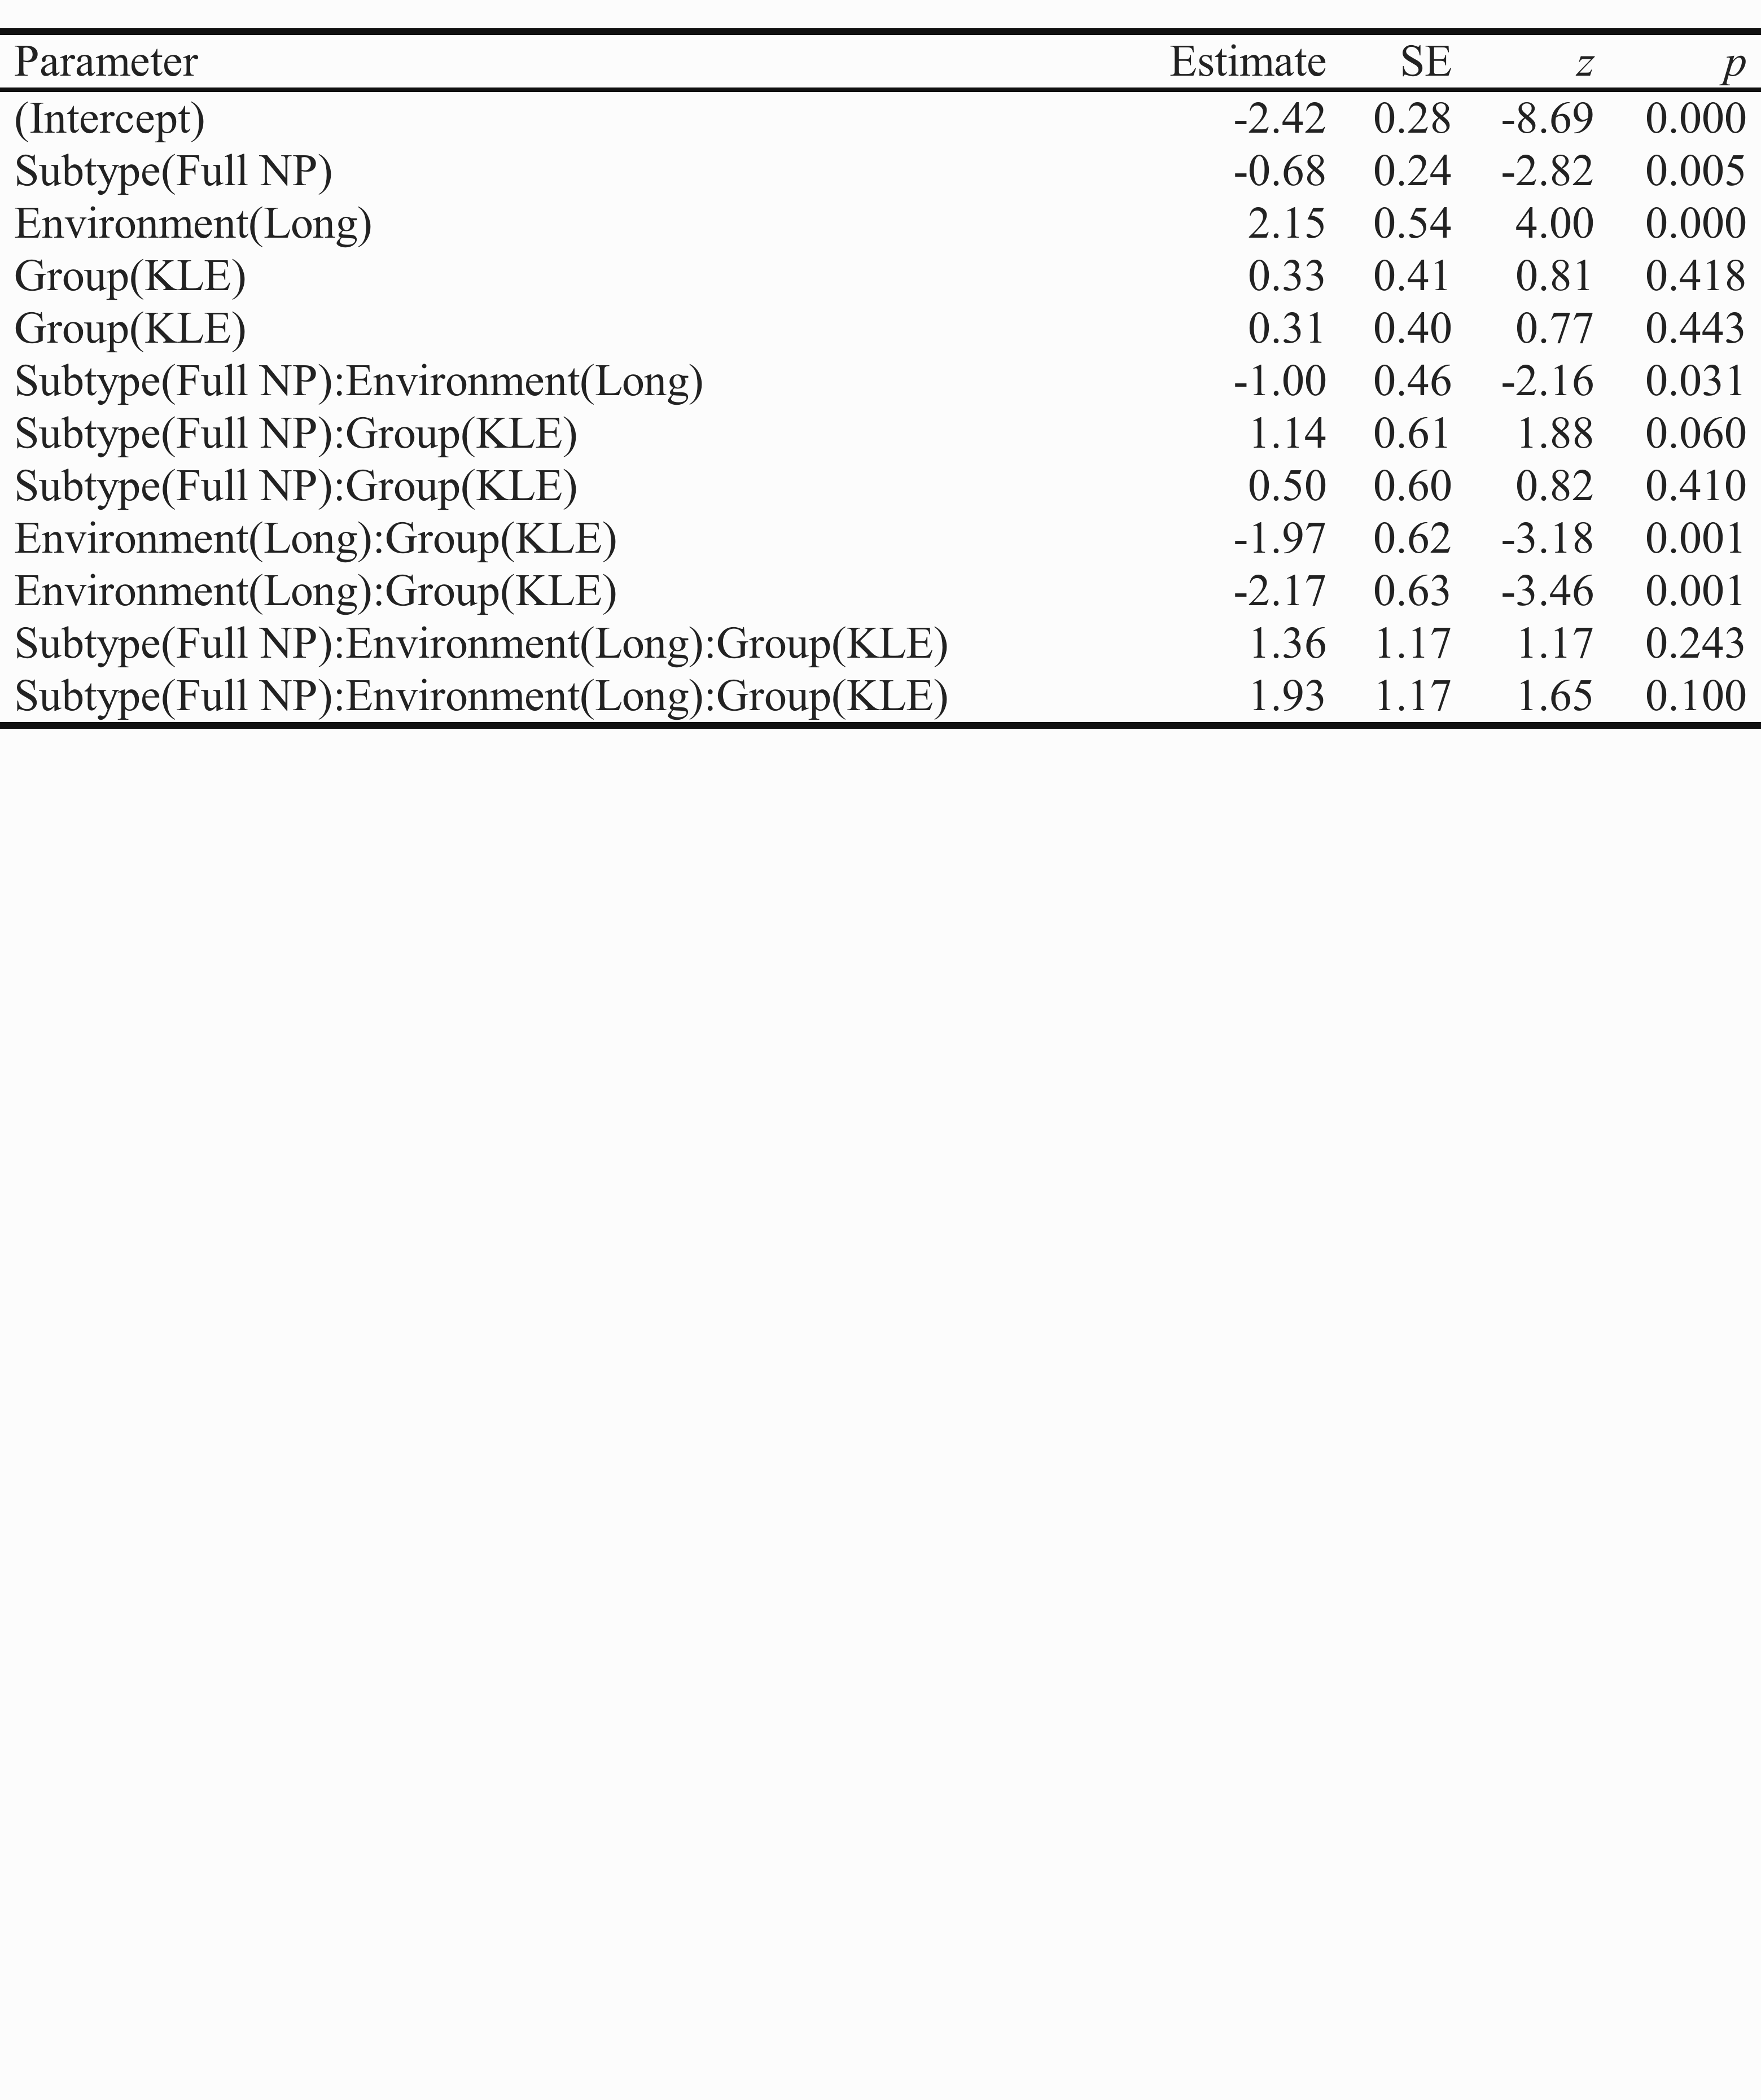 Parameter Estimate SE z p
(Intercept) -2.42 0.28 -8.69 0.000
Subtype(Full NP) -0.68 0.24 -2.82 0.005
Environment(Long) 2.15 0.54 4.00 0.000
Group(KLE) 0.33 0.41 0.81 0.418
Group(KLE) 0.31 0.40 0.77 0.443
Subtype(Full NP):Environment(Long) -1.00 0.46 -2.16 0.031
Subtype(Full NP):Group(KLE) 1.14 0.61 1.88 0.060
Subtype(Full NP):Group(KLE) 0.50 0.60 0.82 0.410
Environment(Long):Group(KLE) -1.97 0.62 -3.18 0.001
Environment(Long):Group(KLE) -2.17 0.63 -3.46 0.001
Subtype(Full NP):Environment(Long):Group(KLE) 1.36 1.17 1.17 0.243
Subtype(Full NP):Environment(Long):Group(KLE) 1.93 1.17 1.65 0.100